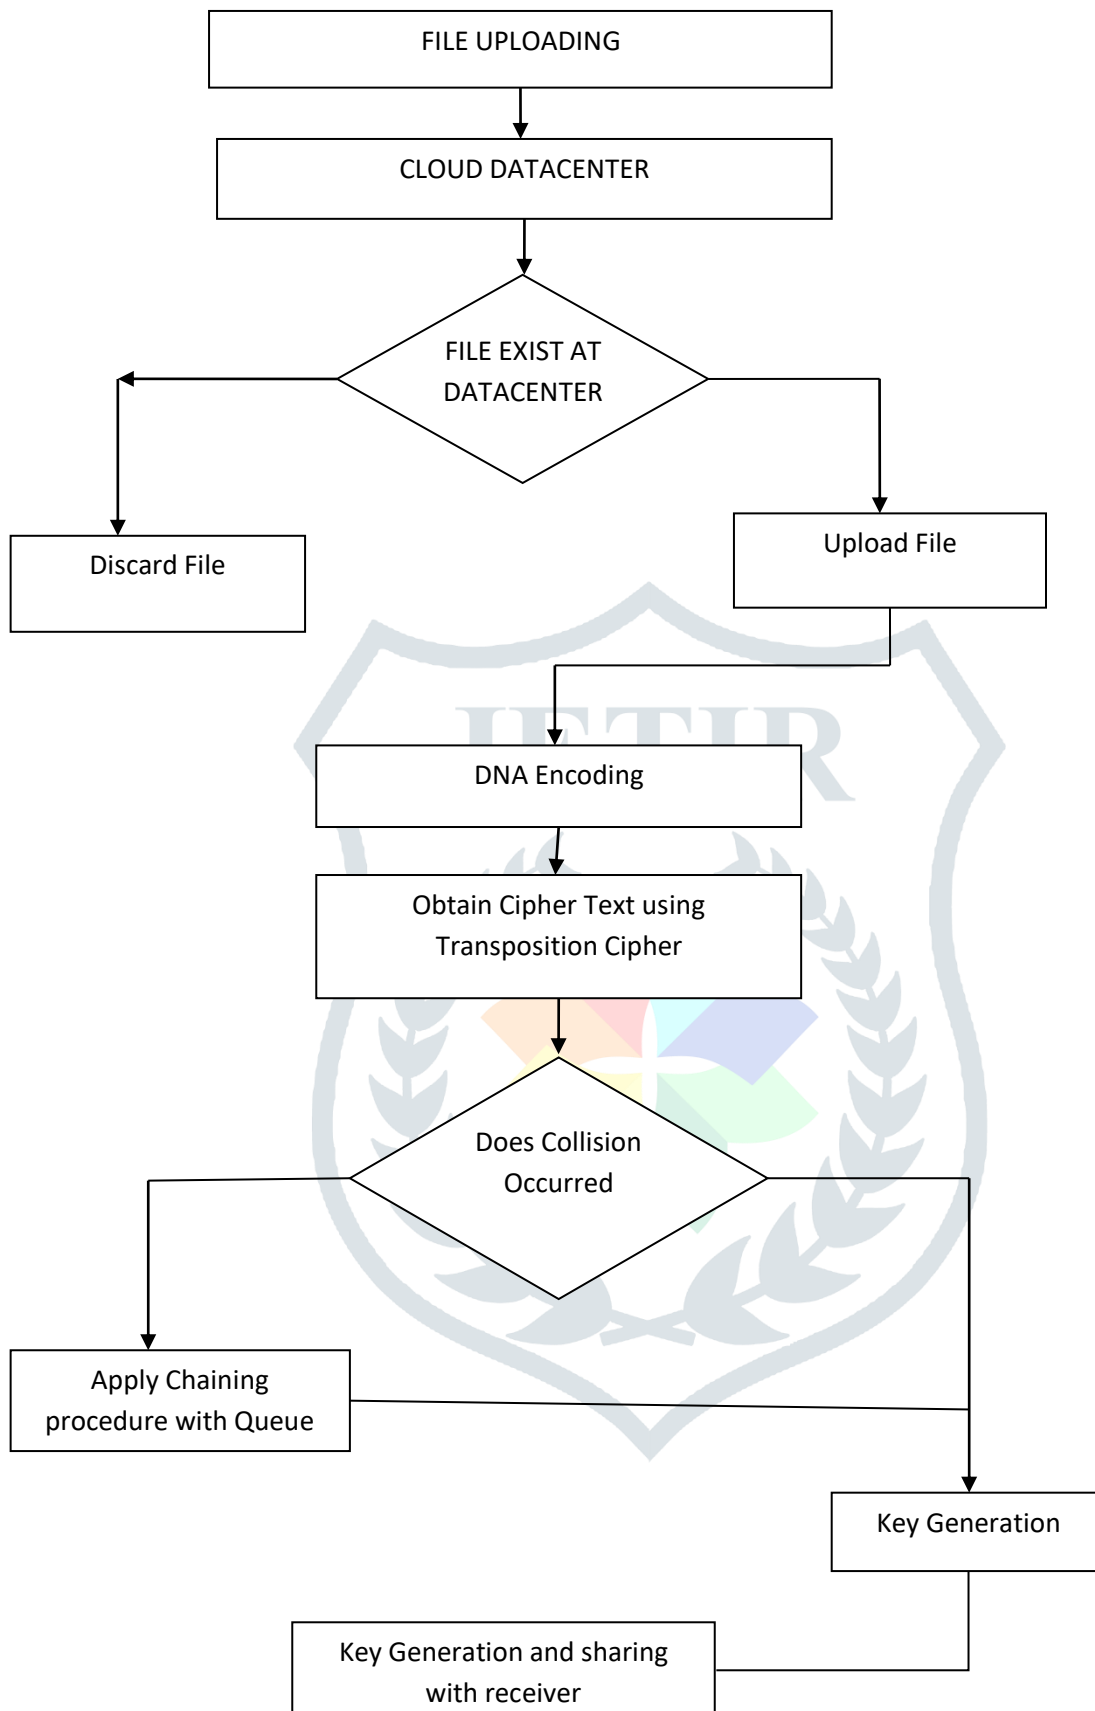 FILE UPLOADING
CLOUD DATACENTER
FILE EXIST AT
DATACENTER
Discard File
Upload File
JETIR
DNA Encoding
Obtain Cipher Text using
Transposition Cipher
Does Collision
Occurred
Apply Chaining
procedure with Queue
Key Generation
Key Generation and sharing
with receiver